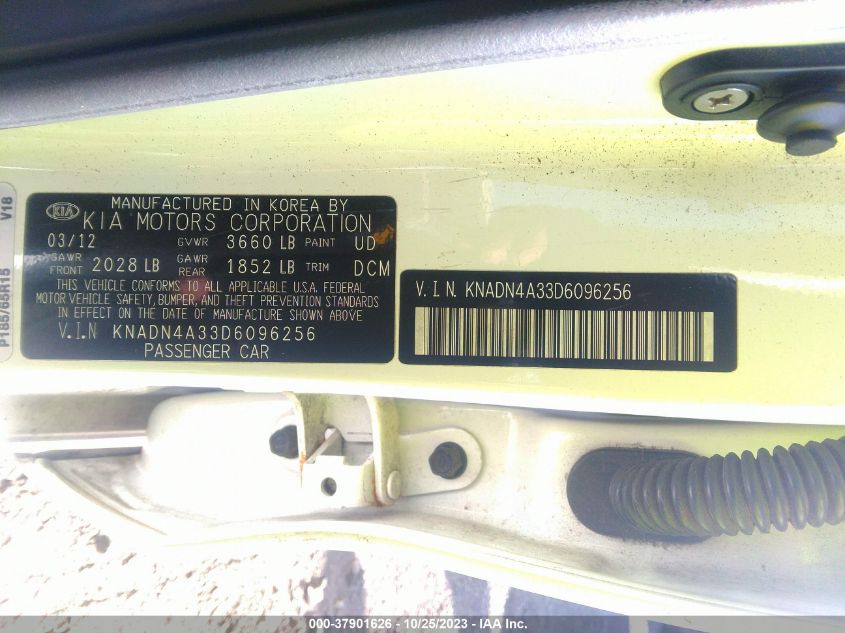 P185/65R15 V18
KIA
MANUFACTURED IN KOREA BY
KIA MOTORS CORPORATION
03/12 GVWR 3660 LB PAINT UD
GAWR FRONT 2028 LB GAWR REAR 1852 LB TRIM DCM
THIS VEHICLE CONFORMS TO ALL APPLICABLE U.S.A. FEDERAL
MOTOR VEHICLE SAFETY, BUMPER, AND THEFT PREVENTION STANDARDS
IN EFFECT ON THE DATE OF MANUFACTURE SHOWN ABOVE
V.I.N KNADN4A33D6096256
PASSENGER CAR
V.I.N. KNADN4A33D6096256
000-37901626 - 10/25/2023 - IAA Inc.